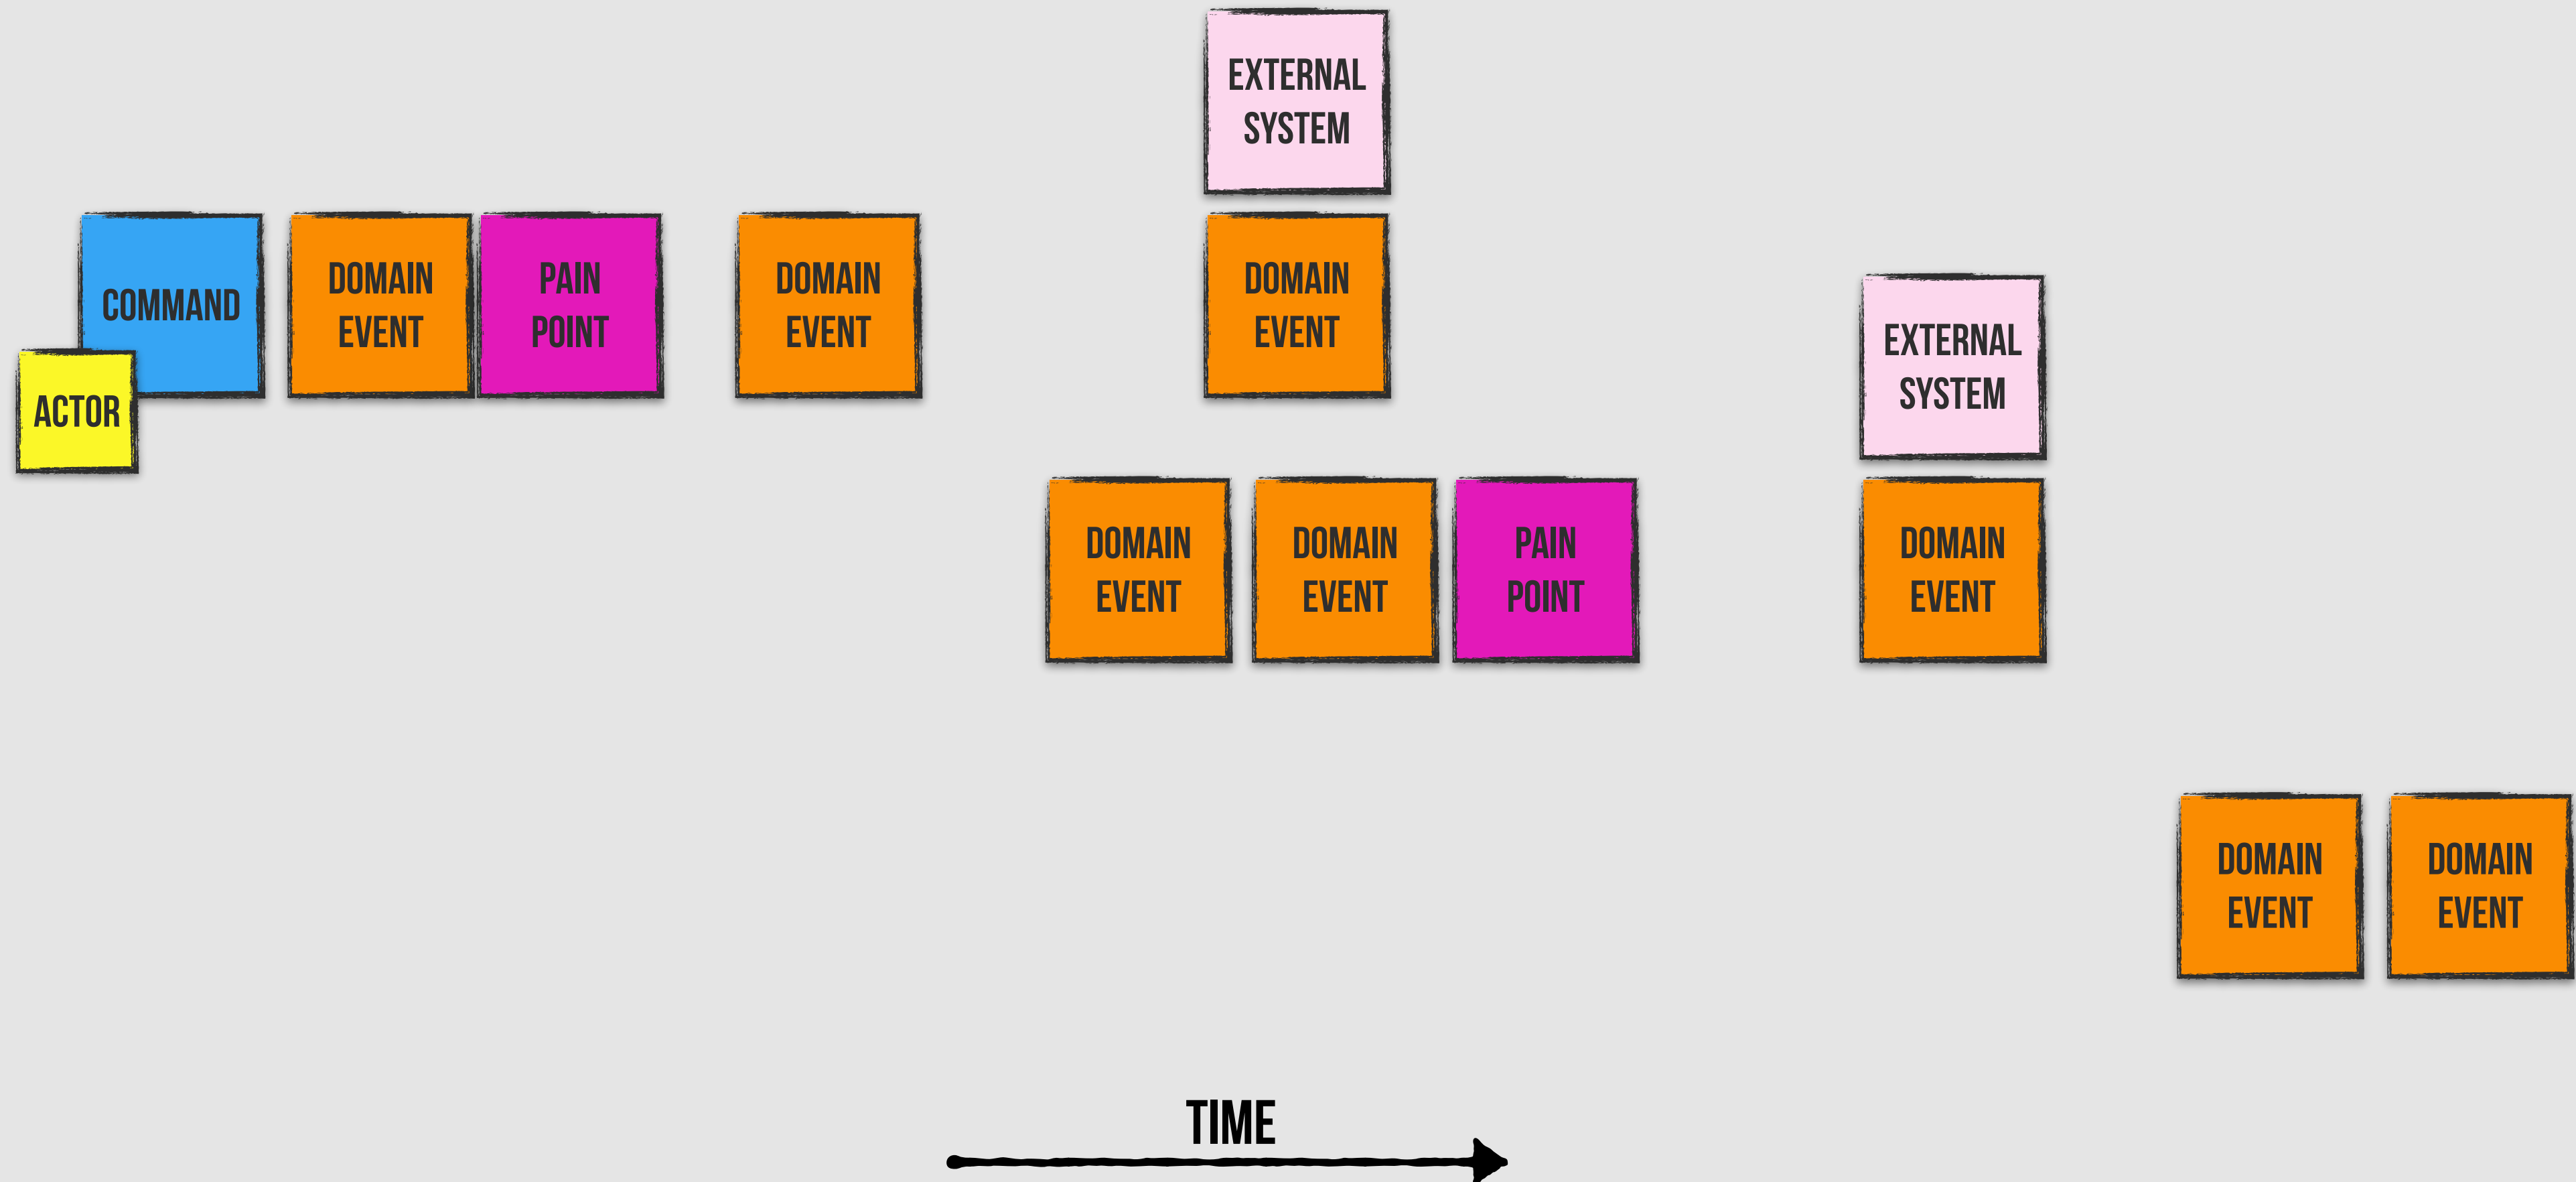 EXTERNAL
SYSTEM
COMMAND
ACTOR
DOMAIN
EVENT
PAIN
POINT
DOMAIN
EVENT
DOMAIN
EVENT
EXTERNAL
SYSTEM
DOMAIN
EVENT
DOMAIN
EVENT
PAIN
POINT
DOMAIN
EVENT
DOMAIN
EVENT
DOMAIN
EVENT
TIME